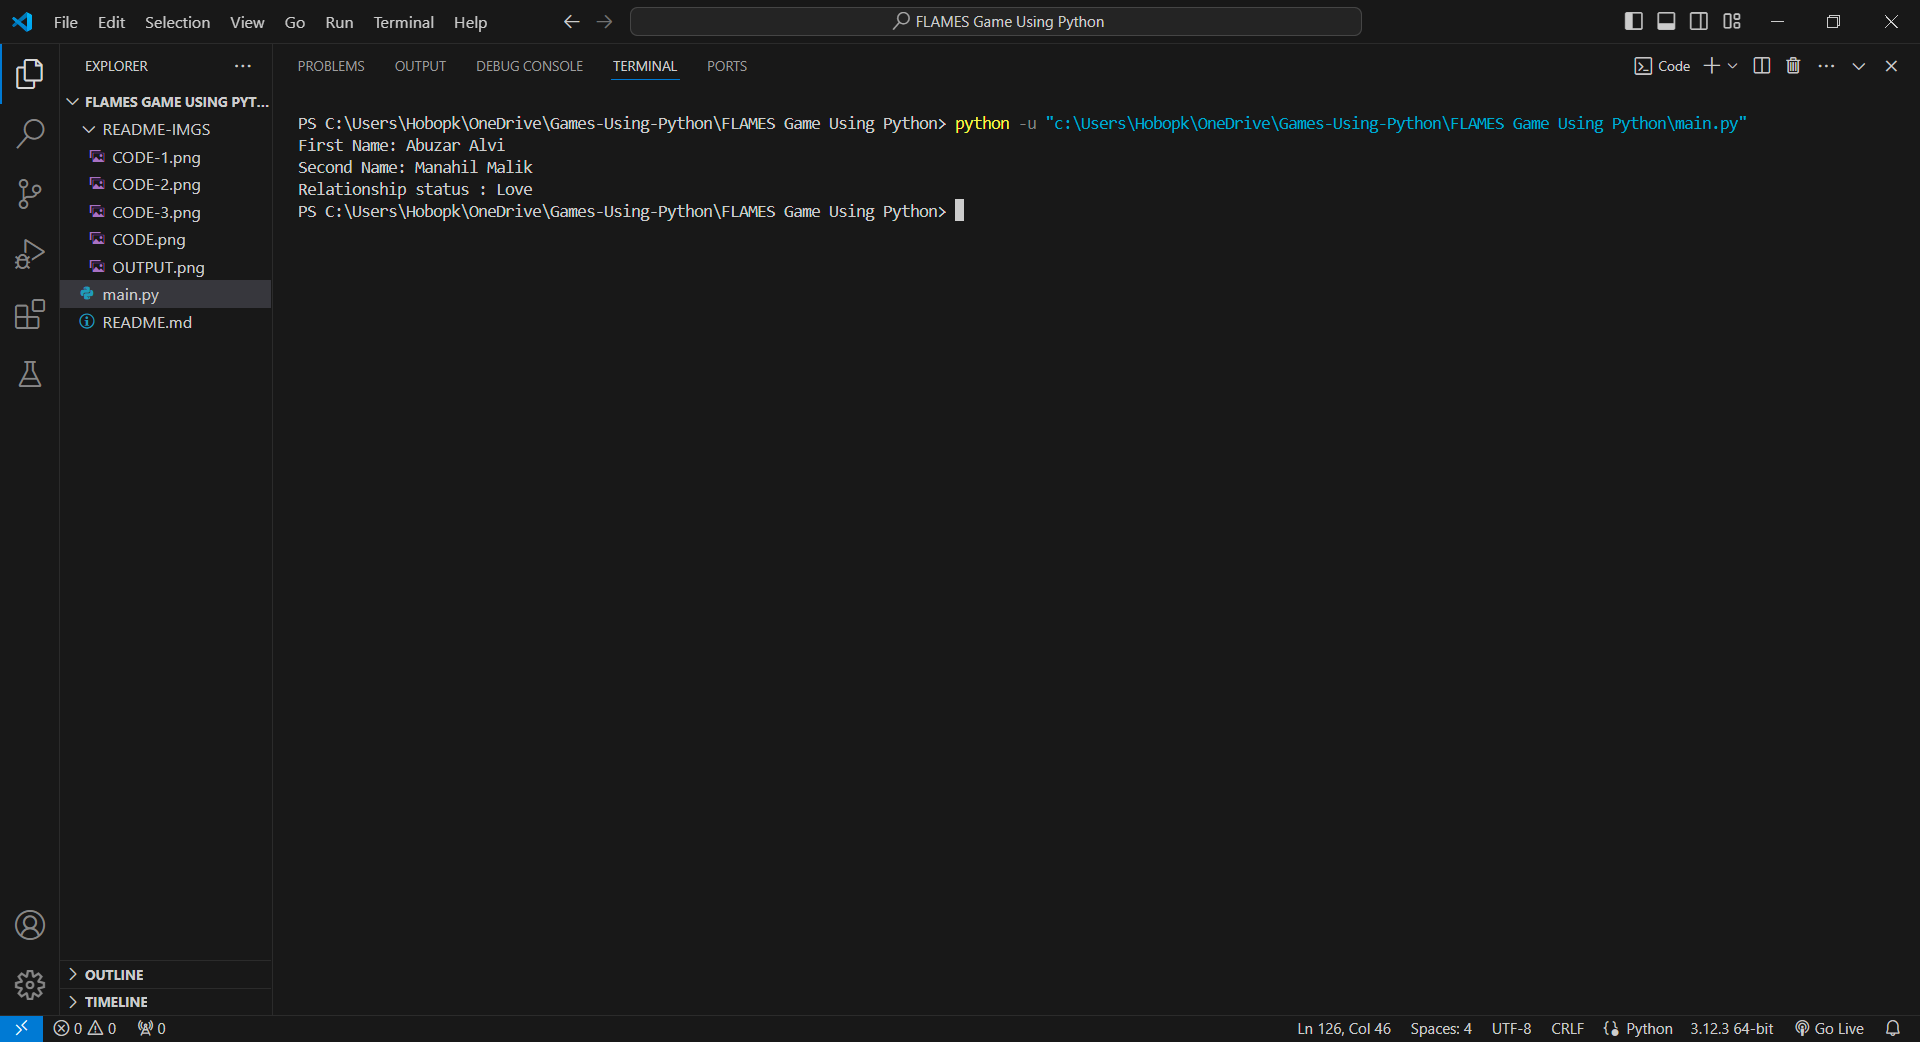 File Edit Selection View Go Run Terminal Help
FLAMES Game Using Python
EXPLORER
FLAMES GAME USING PYT...
README-IMGS
CODE-1.png
CODE-2.png
CODE-3.png
CODE.png
OUTPUT.png
main.py
README.md
OUTLINE
TIMELINE
PROBLEMS OUTPUT DEBUG CONSOLE TERMINAL PORTS
Code
PS C:\Users\Hobopk\OneDrive\Games-Using-Python\FLAMES Game Using Python> python -u "c:\Users\Hobopk\OneDrive\Games-Using-Python\FLAMES Game Using Python\main.py"
First Name: Abuzar Alvi
Second Name: Manahil Malik
Relationship status : Love
PS C:\Users\Hobopk\OneDrive\Games-Using-Python\FLAMES Game Using Python>
0 0 0 Ln 126, Col 46 Spaces: 4 UTF-8 CRLF Python 3.12.3 64-bit Go Live